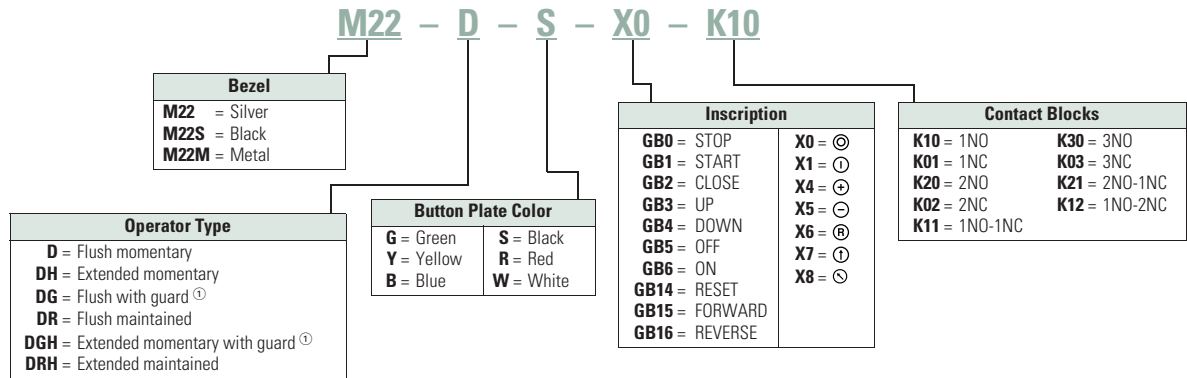 M22 – D – S – X0 – K10
Bezel
M22 = Silver
M22S = Black
M22M = Metal
Operator Type
D = Flush momentary
DH = Extended momentary
DG = Flush with guard ①
DR = Flush maintained
DGH = Extended momentary with guard ①
DRH = Extended maintained
Button Plate Color
G = Green
Y = Yellow
B = Blue
S = Black
R = Red
W = White
Inscription
GB0 = STOP
GB1 = START
GB2 = CLOSE
GB3 = UP
GB4 = DOWN
GB5 = OFF
GB6 = ON
GB14 = RESET
GB15 = FORWARD
GB16 = REVERSE
X0 = ◎
X1 = ⏼
X4 = ⊕
X5 = ⊖
X6 = Ⓡ
X7 = ⓛ
X8 = ⦸
Contact Blocks
K10 = 1NO
K01 = 1NC
K20 = 2NO
K02 = 2NC
K11 = 1NO-1NC
K30 = 3NO
K03 = 3NC
K21 = 2NO-1NC
K12 = 1NO-2NC